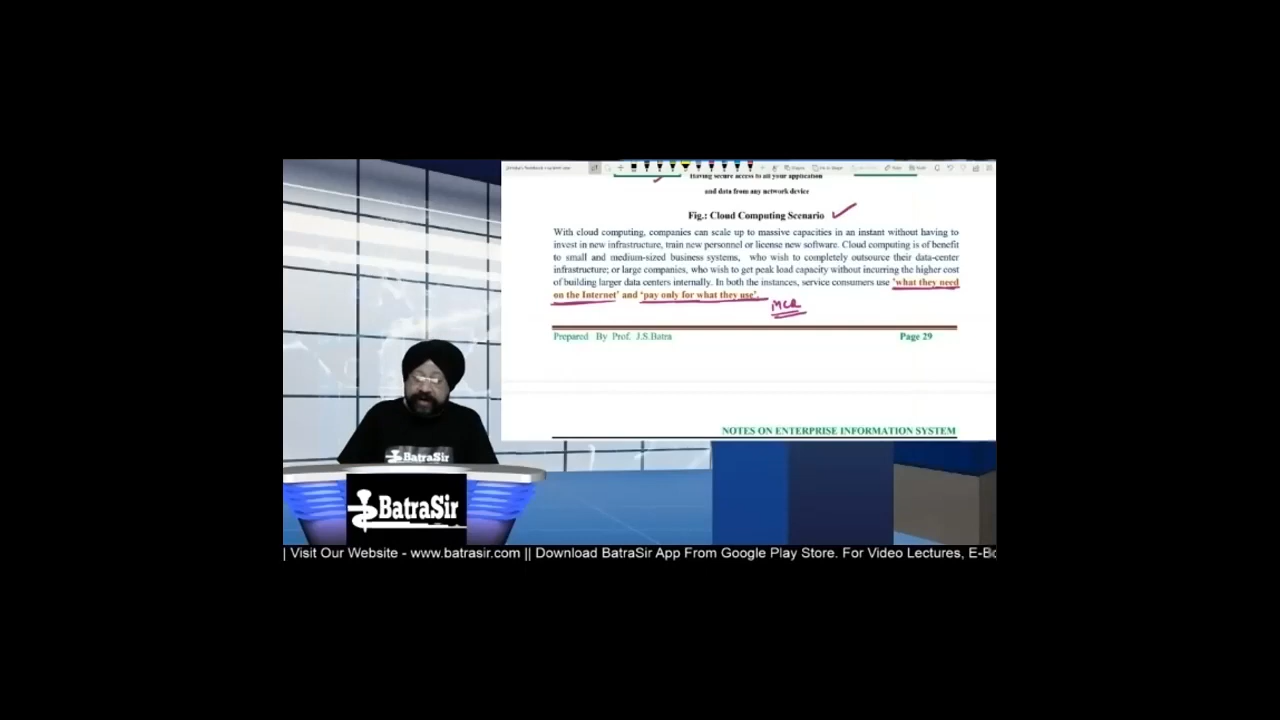 Having secure access to all your application
and data from any network device
Fig.: Cloud Computing Scenario
With cloud computing, companies can scale up to massive capacities in an instant without having to
invest in new infrastructure, train new personnel or license new software. Cloud computing is of benefit
to small and medium-sized business systems, who wish to completely outsource their data-center
infrastructure; or large companies, who wish to get peak load capacity without incurring the higher cost
of building larger data centers internally. In both the instances, service consumers use 'what they need
on the Internet' and 'pay only for what they use'.
Prepared By Prof. J.S.Batra
Page 29
NOTES ON ENTERPRISE INFORMATION SYSTEM
BatraSir
BatraSir
| Visit Our Website - www.batrasir.com || Download BatraSir App From Google Play Store. For Video Lectures, E-Bo